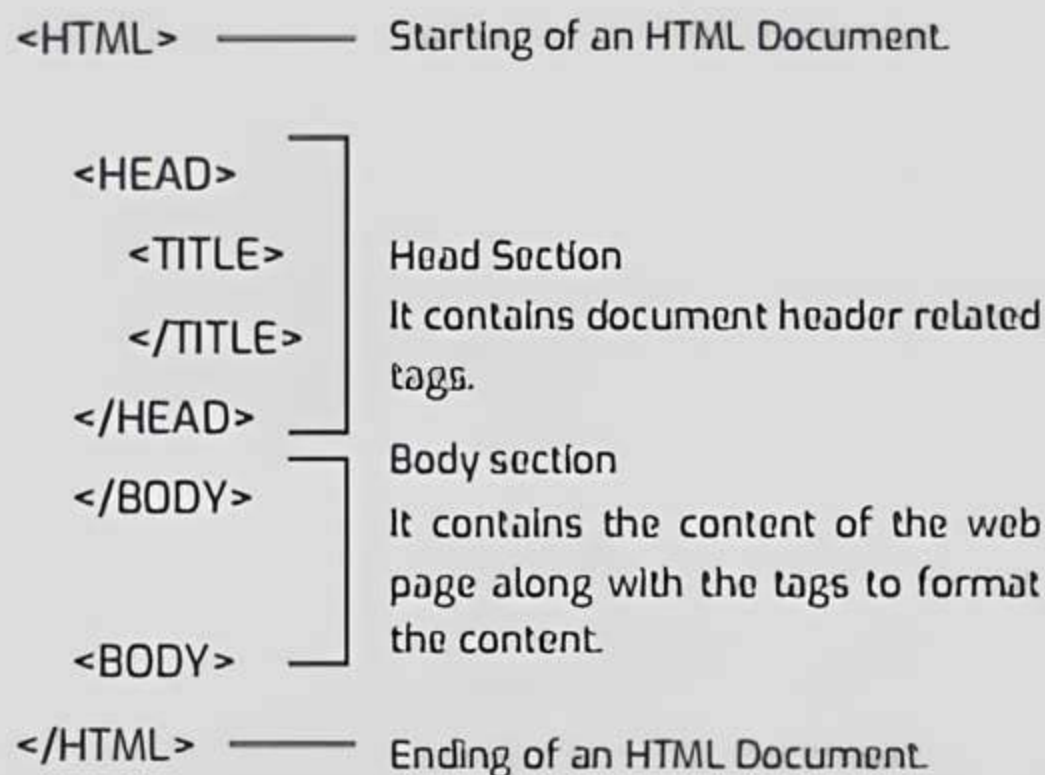 <HTML> Starting of an HTML Document.
<HEAD>
<TITLE>
Head Section
</TITLE>
It contains document header related
tags.
</HEAD>
Body section
</BODY>
It contains the content of the web
page along with the tags to format
the content.
<BODY>
</HTML> Ending of an HTML Document.